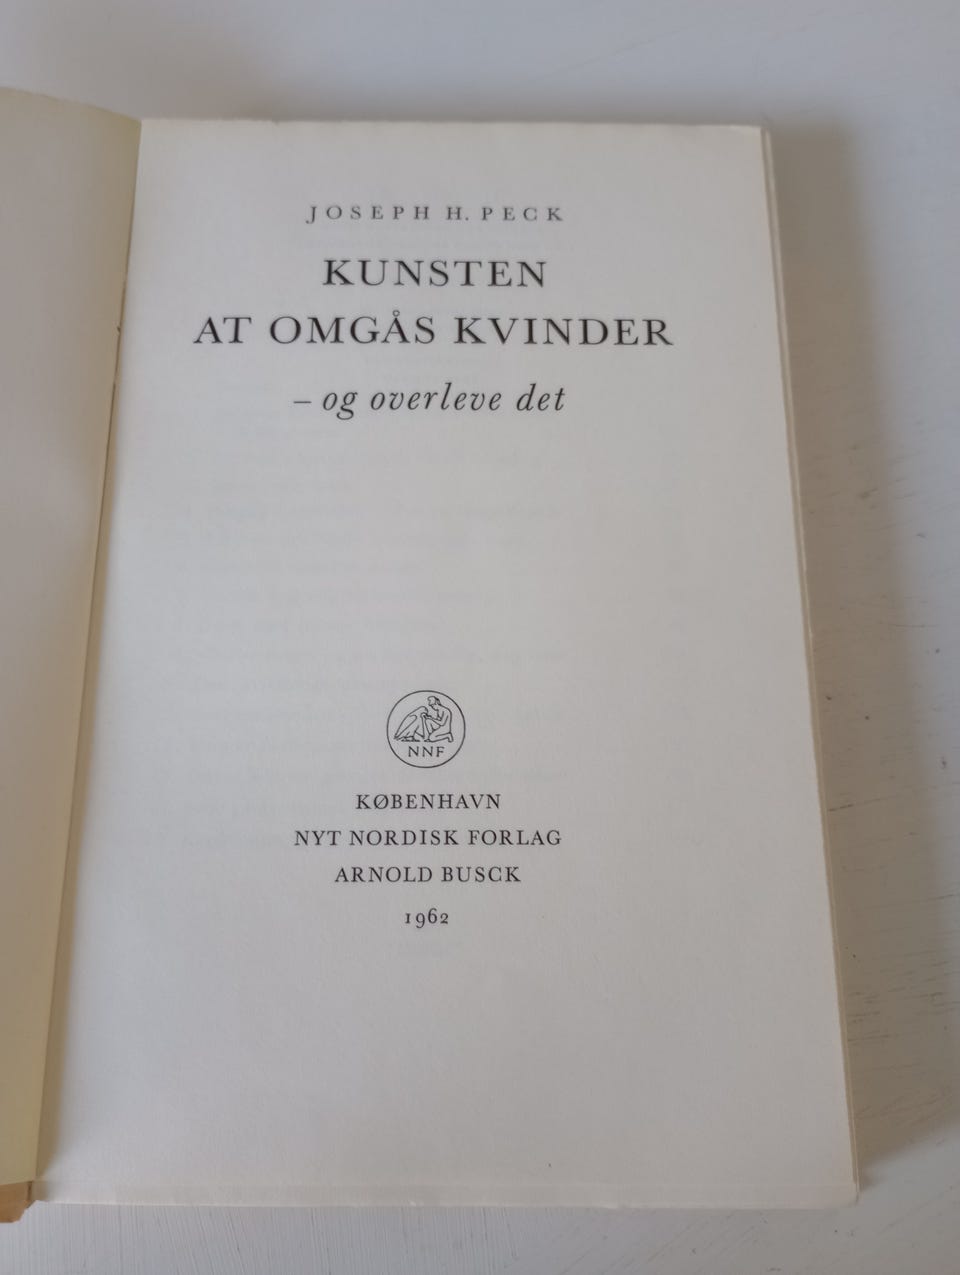 JOSEPH H. PECK
KUNSTEN
AT OMGÅS KVINDER
– og overleve det
NNF
KØBENHAVN
NYT NORDISK FORLAG
ARNOLD BUSCK
1962